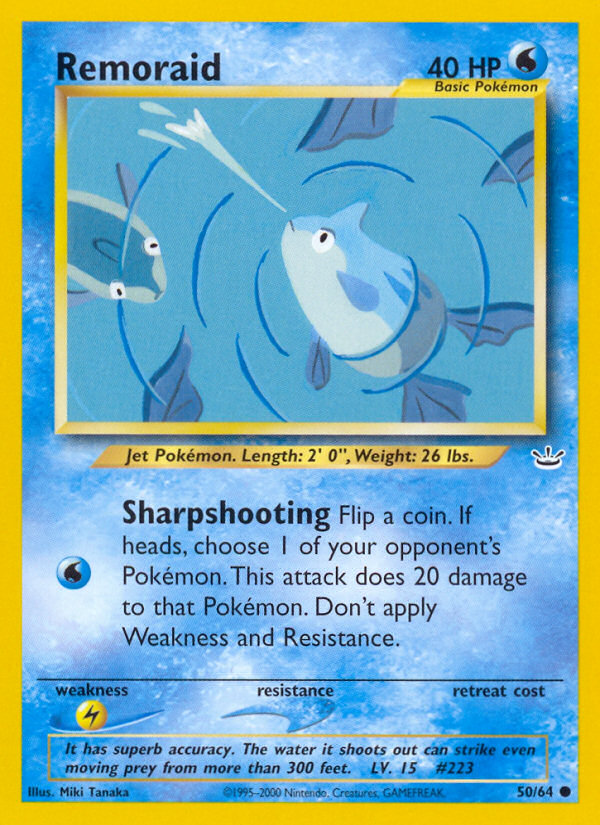 Remoraid
40 HP
Basic Pokémon
Jet Pokémon. Length: 2' 0", Weight: 26 lbs.
Sharpshooting Flip a coin. If
heads, choose 1 of your opponent's
Pokémon. This attack does 20 damage
to that Pokémon. Don't apply
Weakness and Resistance.
weakness resistance retreat cost
It has superb accuracy. The water it shoots out can strike even
moving prey from more than 300 feet. LV. 15 #223
Illus. Miki Tanaka ©1995–2000 Nintendo, Creatures, GAMEFREAK. 50/64